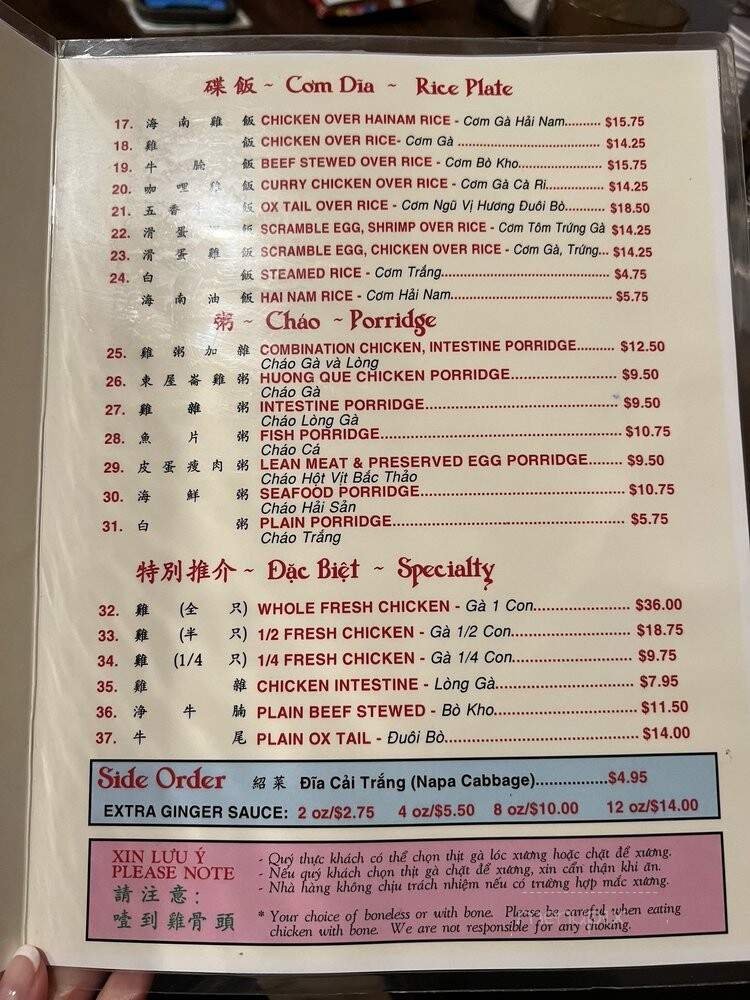 碟飯 ~ Cơm Dĩa ~ Rice Plate
17. 海南雞飯 CHICKEN OVER HAINAM RICE - Cơm Gà Hải Nam.......... $15.75
18. 雞飯 CHICKEN OVER RICE- Cơm Gà .................................. $14.25
19. 牛腩飯 BEEF STEWED OVER RICE - Cơm Bò Kho..................... $15.75
20. 咖哩雞飯 CURRY CHICKEN OVER RICE - Cơm Gà Cà Ri.............. $14.25
21. 五香牛飯 OX TAIL OVER RICE - Cơm Ngũ Vị Hương Đuôi Bò.......... $18.50
22. 滑蛋飯 SCRAMBLE EGG, SHRIMP OVER RICE - Cơm Tôm Trứng Gà $14.25
23. 滑蛋雞飯 SCRAMBLE EGG, CHICKEN OVER RICE - Cơm Gà, Trứng... $14.25
24. 白飯 STEAMED RICE - Cơm Trắng......................................... $4.75
海南油飯 HAI NAM RICE - Cơm Hải Nam....................................... $5.75
粥 ~ Cháo ~ Porridge
25. 雞粥加雜 COMBINATION CHICKEN, INTESTINE PORRIDGE.......... $12.50
Cháo Gà và Lòng
26. 東屋崙雞粥 HUONG QUE CHICKEN PORRIDGE......................... $9.50
Cháo Gà
27. 雞雜粥 INTESTINE PORRIDGE............................................. $9.50
Cháo Lòng Gà
28. 魚片粥 FISH PORRIDGE........................................................ $10.75
Cháo Cá
29. 皮蛋瘦肉粥 LEAN MEAT & PRESERVED EGG PORRIDGE........ $9.50
Cháo Hột Vịt Bắc Thảo
30. 海鮮粥 SEAFOOD PORRIDGE............................................... $10.75
Cháo Hải Sản
31. 白粥 PLAIN PORRIDGE..................................................... $5.75
Cháo Trắng
特別推介 ~ Đặc Biệt ~ Specialty
32. 雞(全只) WHOLE FRESH CHICKEN - Gà 1 Con...................... $36.00
33. 雞(半只) 1/2 FRESH CHICKEN - Gà 1/2 Con........................... $18.75
34. 雞(1/4只) 1/4 FRESH CHICKEN - Gà 1/4 Con........................... $9.75
35. 雞雜 CHICKEN INTESTINE - Lòng Gà................................ $7.95
36. 淨牛腩 PLAIN BEEF STEWED - Bò Kho................................. $11.50
37. 牛尾 PLAIN OX TAIL - Đuôi Bò............................................ $14.00
Side Order 紹菜 Đĩa Cải Trắng (Napa Cabbage)................$4.95
EXTRA GINGER SAUCE: 2 oz/$2.75 4 oz/$5.50 8 oz/$10.00 12 oz/$14.00
XIN LƯU Ý - Quý thực khách có thể chọn thịt gà lóc xương hoặc chặt để xương.
PLEASE NOTE - Nếu quý khách chọn thịt gà chặt để xương, xin cẩn thận khi ăn.
請注意: - Nhà hàng không chịu trách nhiệm nếu có trường hợp mắc xương.
噎到雞骨頭 * Your choice of boneless or with bone. Please be careful when eating
chicken with bone. We are not responsible for any choking.